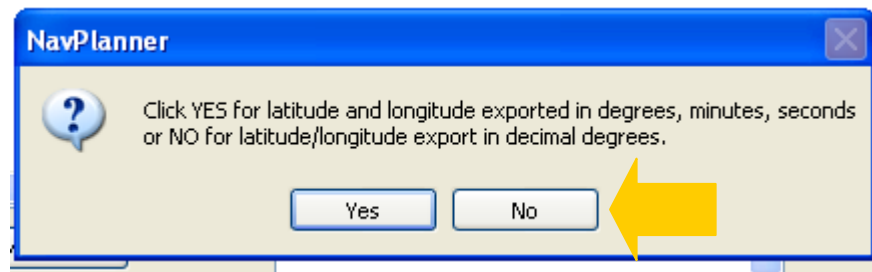 NavPlanner
Click YES for latitude and longitude exported in degrees, minutes, seconds
or NO for latitude/longitude export in decimal degrees.
Yes No